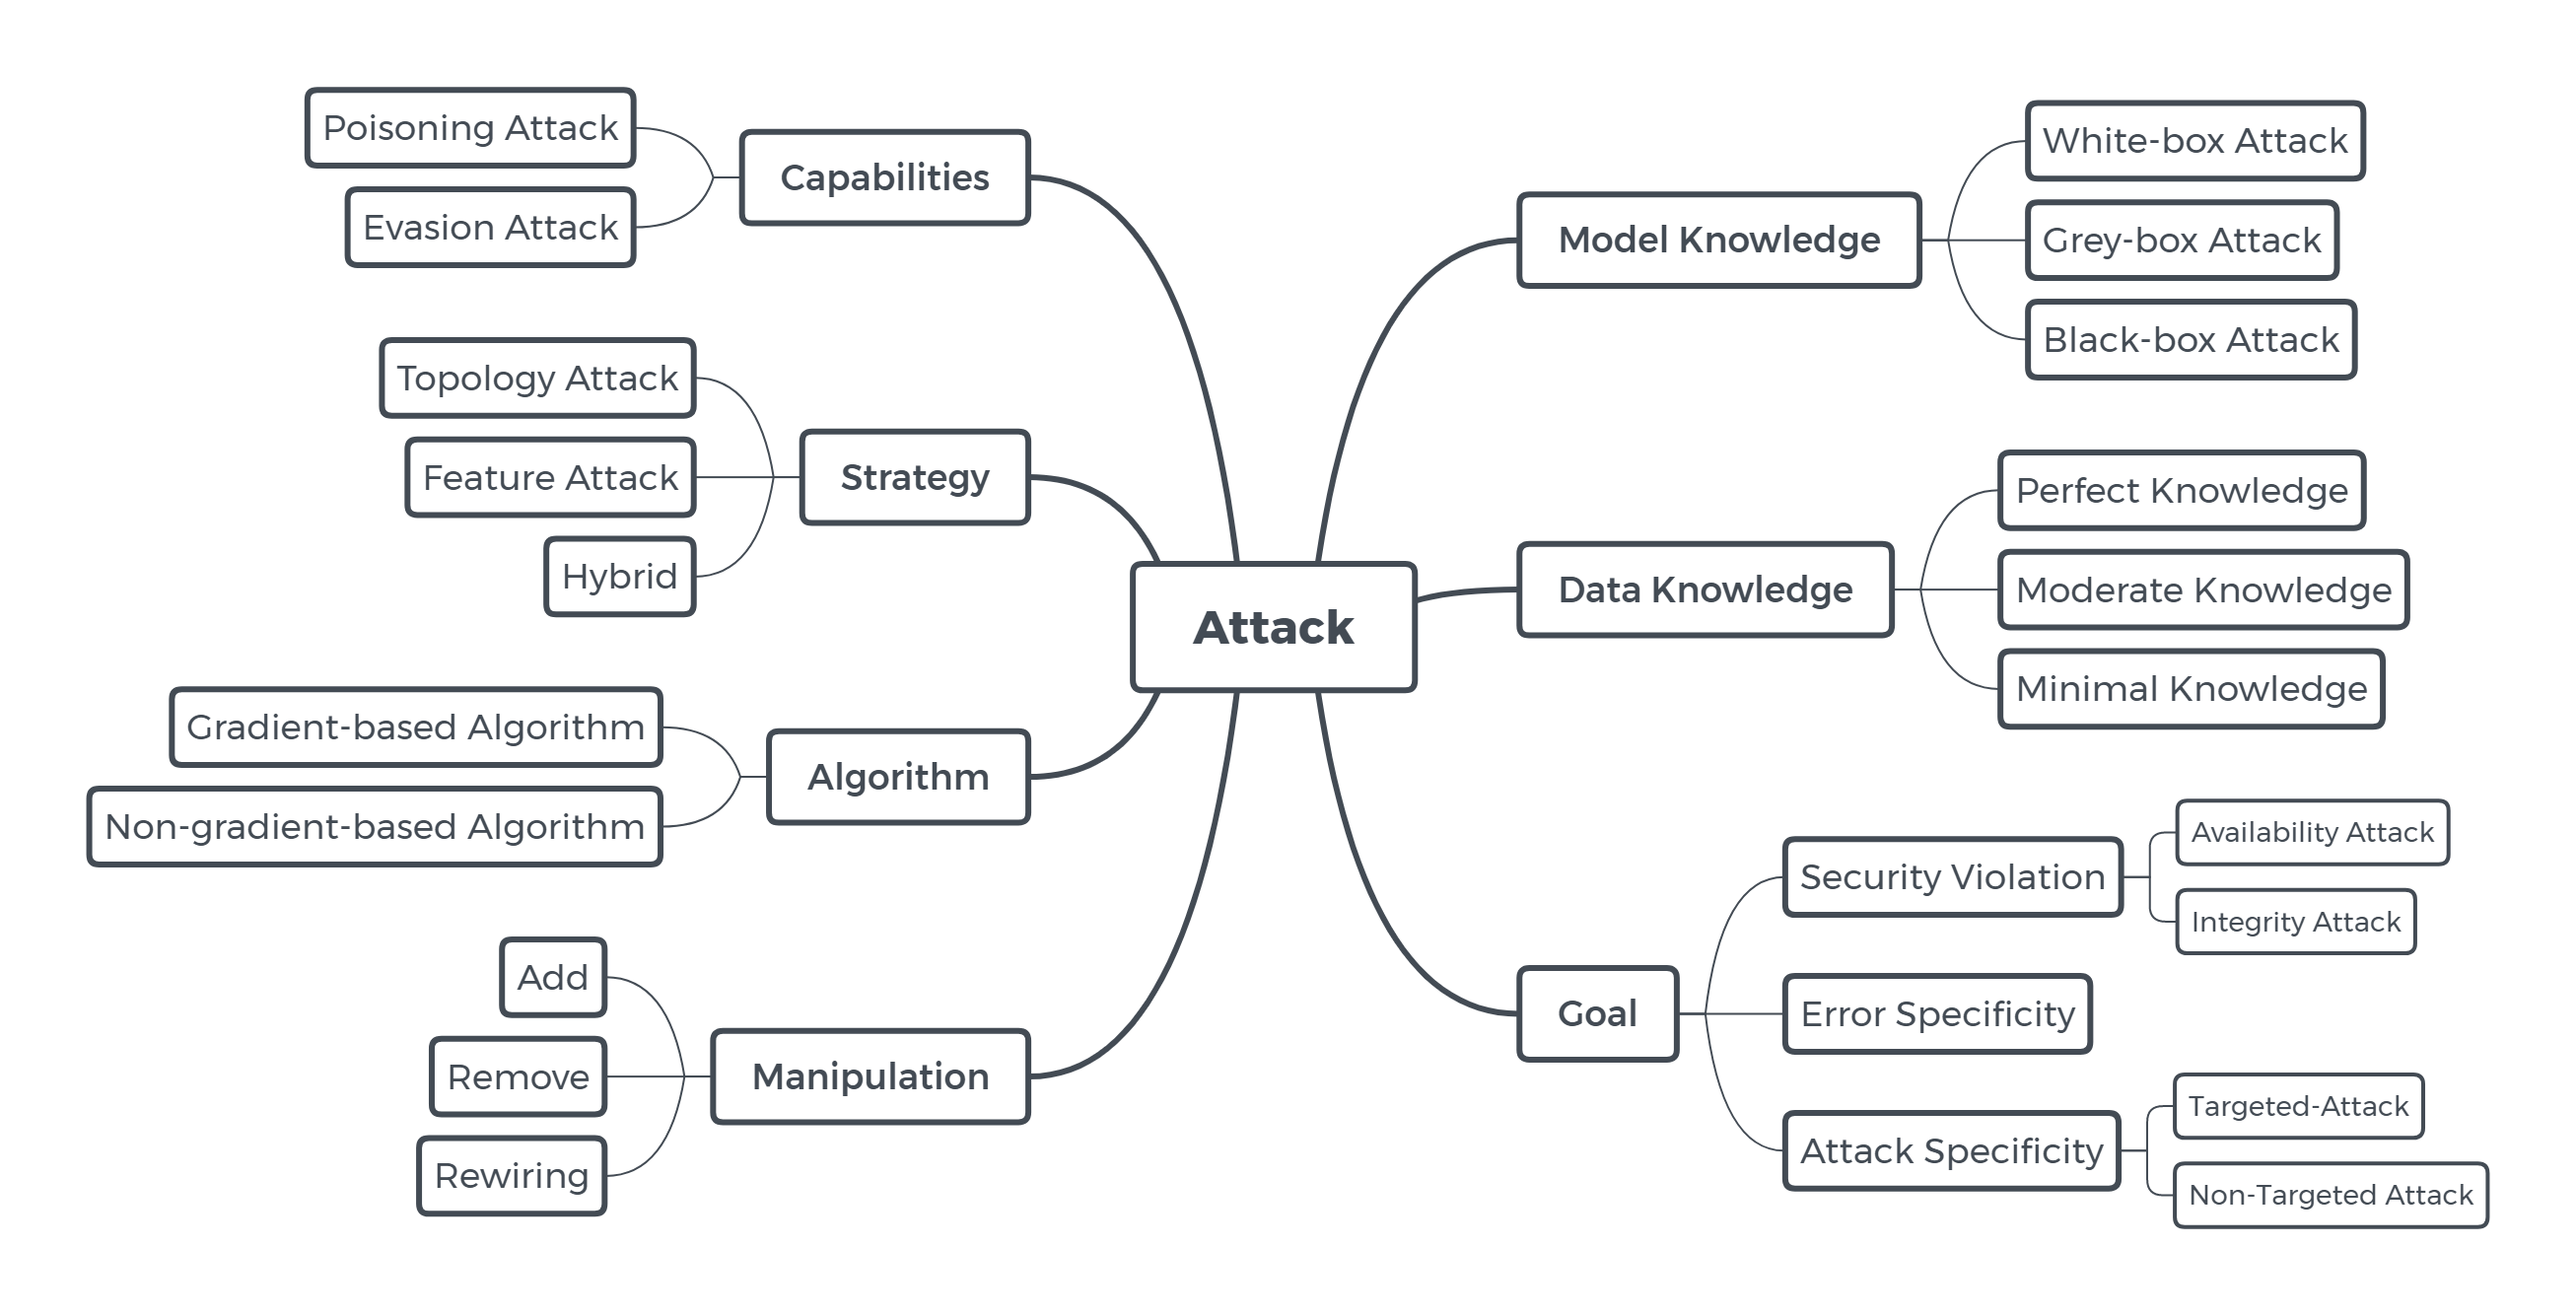 Attack
Capabilities
Poisoning Attack
Evasion Attack
Strategy
Topology Attack
Feature Attack
Hybrid
Algorithm
Gradient-based Algorithm
Non-gradient-based Algorithm
Manipulation
Add
Remove
Rewiring
Model Knowledge
White-box Attack
Grey-box Attack
Black-box Attack
Data Knowledge
Perfect Knowledge
Moderate Knowledge
Minimal Knowledge
Goal
Security Violation
Availability Attack
Integrity Attack
Error Specificity
Attack Specificity
Targeted-Attack
Non-Targeted Attack